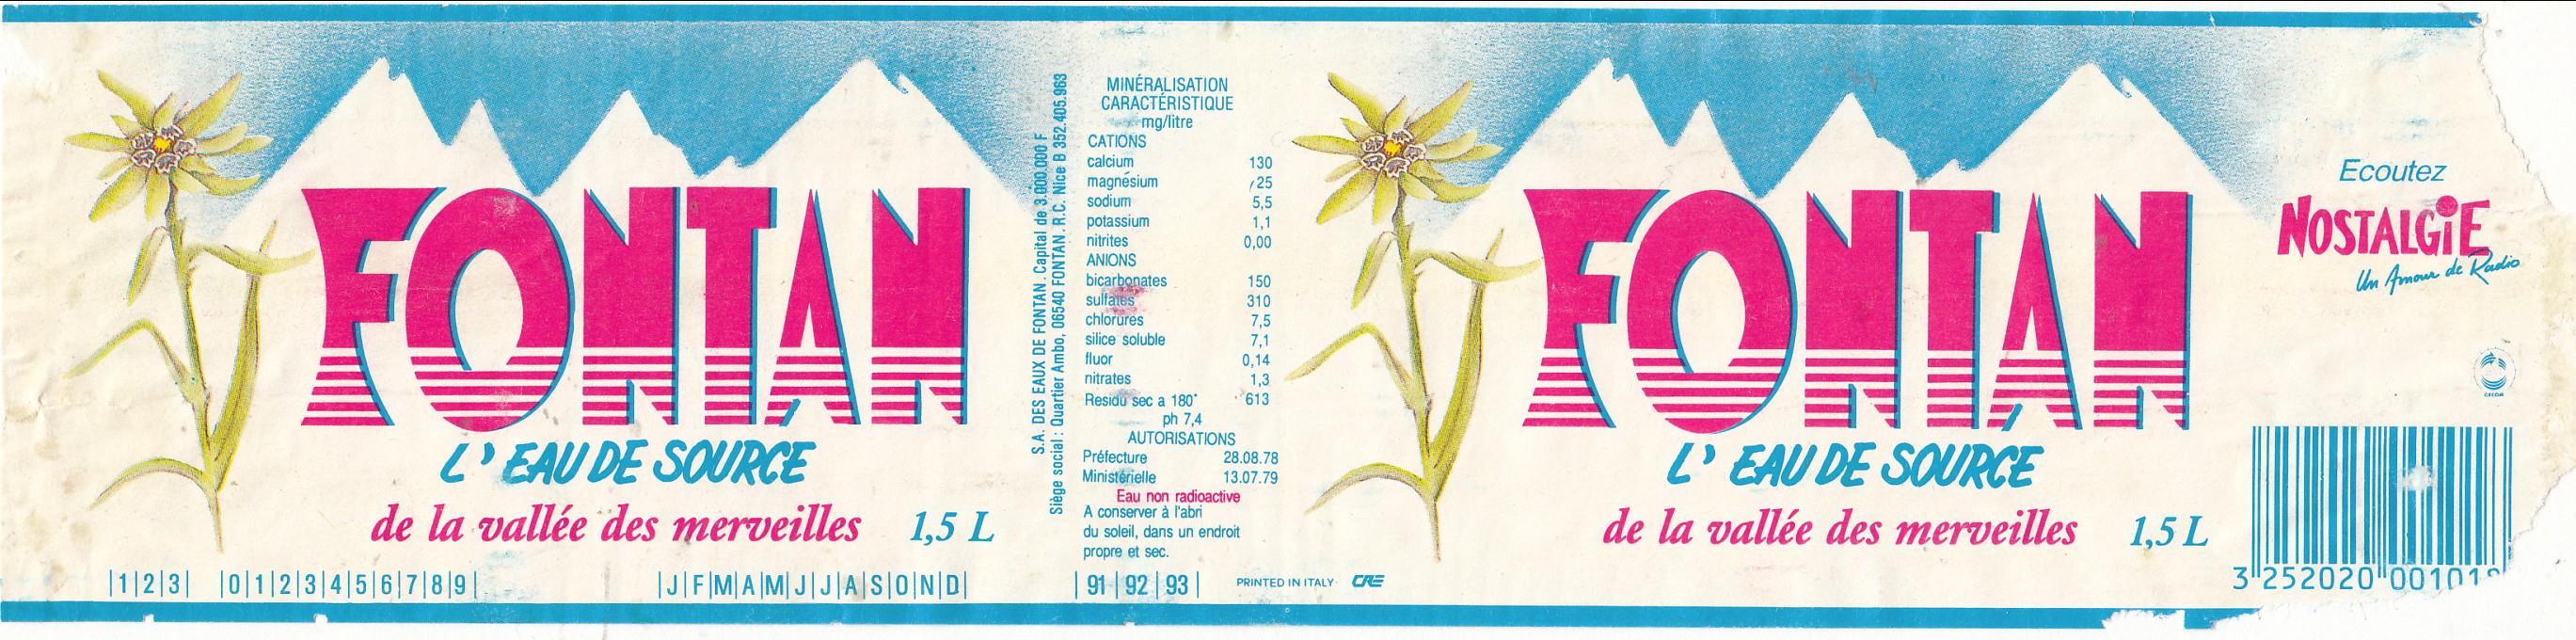 FONTAN
L'EAU DE SOURCE
de la vallée des merveilles 1,5 L
|1|2|3| |0|1|2|3|4|5|6|7|8|9| |J|F|M|A|M|J|J|A|S|O|N|D|
S.A. DES EAUX DE FONTAN. Capital de 3.000.000 F
Siège social : Quartier Ambo, 06540 FONTAN. R.C. Nice B 352.405.963
MINÉRALISATION
CARACTÉRISTIQUE
mg/litre
CATIONS
calcium 130
magnésium 25
sodium 5,5
potassium 1,1
nitrites 0,00
ANIONS
bicarbonates 150
sulfates 310
chlorures 7,5
silice soluble 7,1
fluor 0,14
nitrates 1,3
Residu sec a 180° 613
ph 7,4
AUTORISATIONS
Préfecture 28.08.78
Ministérielle 13.07.79
Eau non radioactive
A conserver à l'abri
du soleil, dans un endroit
propre et sec.
|91|92|93|
PRINTED IN ITALY CRE
FONTAN
L'EAU DE SOURCE
de la vallée des merveilles 1,5 L
Ecoutez
NOSTALGiE
Un Amour de Radio
3 252020 001019